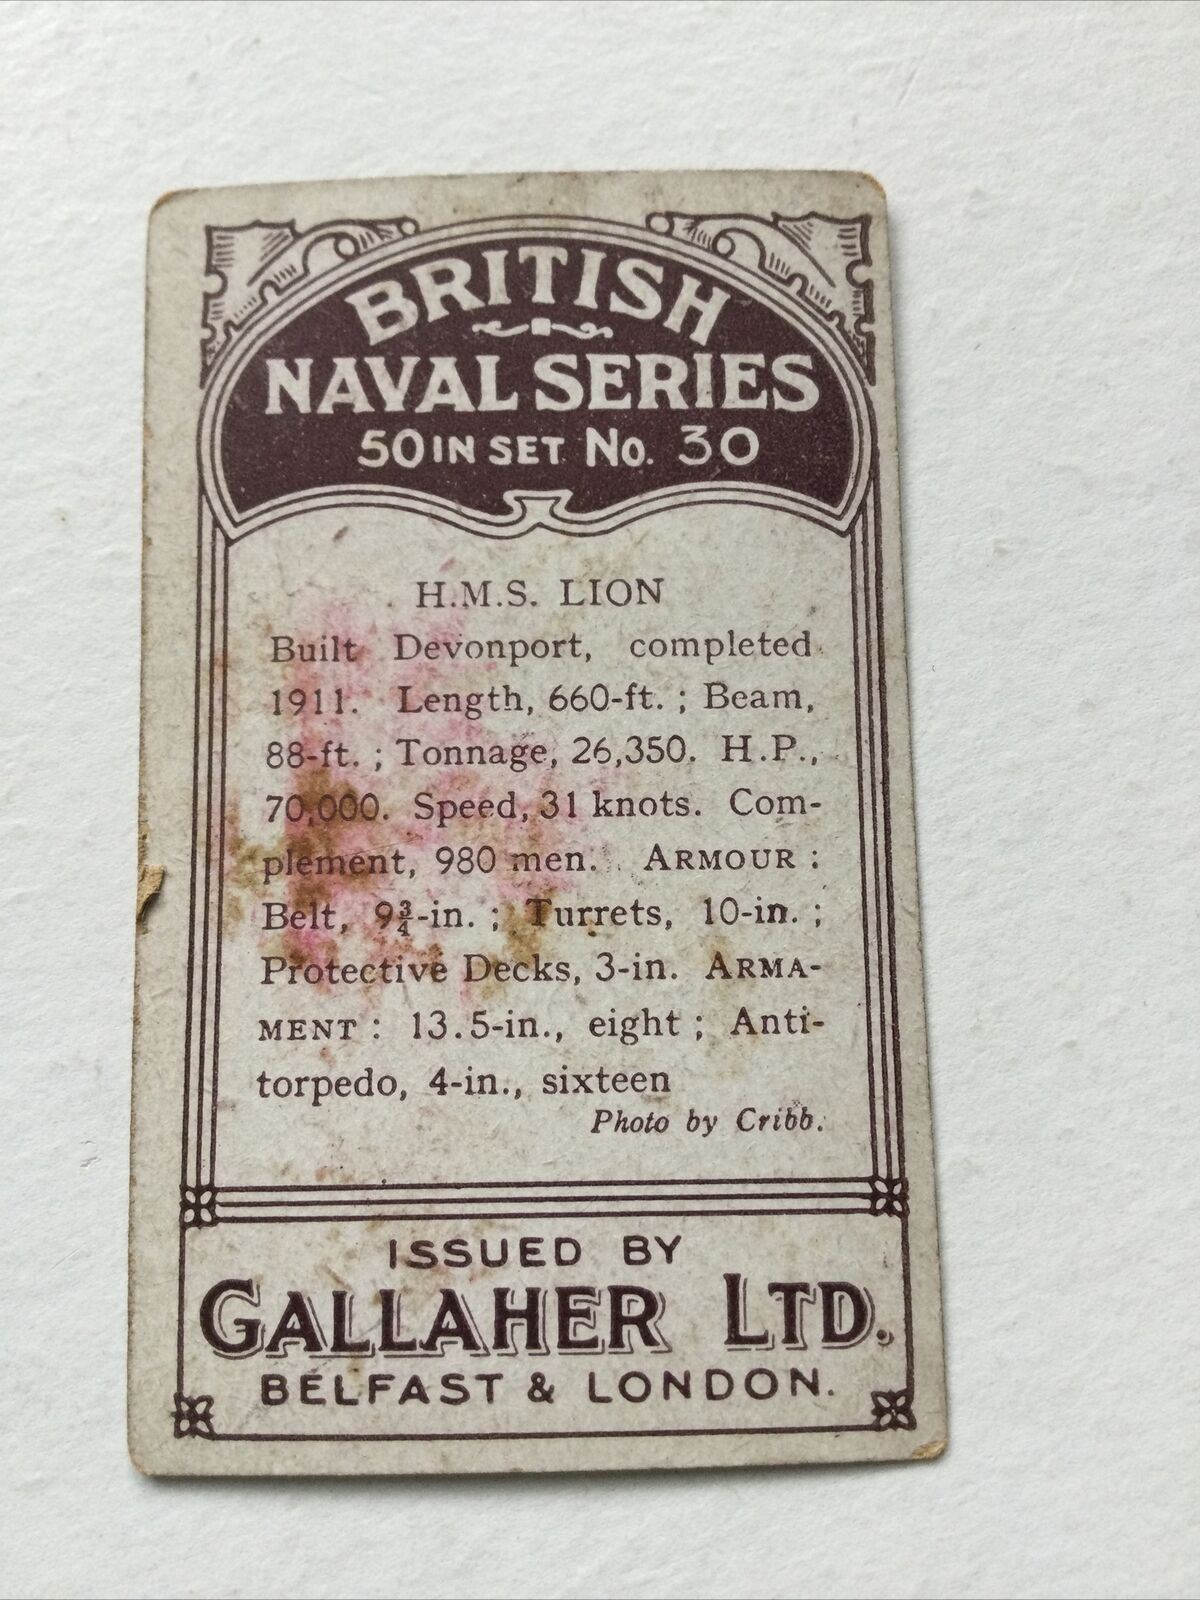 BRITISH
NAVAL SERIES
50 IN SET No. 30
H.M.S. LION
Built Devonport, completed
1911. Length, 660-ft. ; Beam,
88-ft. ; Tonnage, 26,350. H.P.,
70,000. Speed, 31 knots. Com-
plement, 980 men. ARMOUR :
Belt, 9¾-in. ; Turrets, 10-in. ;
Protective Decks, 3-in. ARMA-
MENT : 13.5-in., eight ; Anti-
torpedo, 4-in., sixteen
Photo by Cribb.
ISSUED BY
GALLAHER LTD.
BELFAST & LONDON.